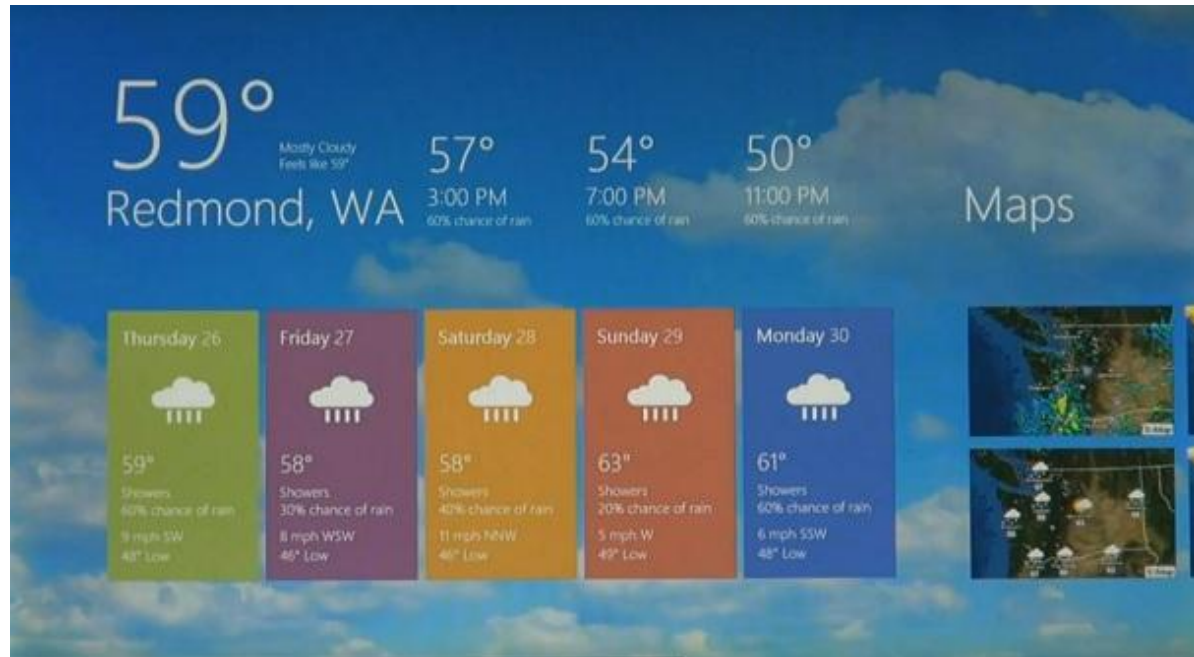 59°
Mostly Cloudy
Feels like 59°
Redmond, WA
57°
3:00 PM
60% chance of rain
54°
7:00 PM
60% chance of rain
50°
11:00 PM
60% chance of rain
Maps
Thursday 26
59°
Showers
60% chance of rain
9 mph SW
48° Low
Friday 27
58°
Showers
30% chance of rain
8 mph WSW
46° Low
Saturday 28
58°
Showers
40% chance of rain
11 mph NNW
46° Low
Sunday 29
63°
Showers
20% chance of rain
5 mph W
49° Low
Monday 30
61°
Showers
60% chance of rain
6 mph SSW
48° Low